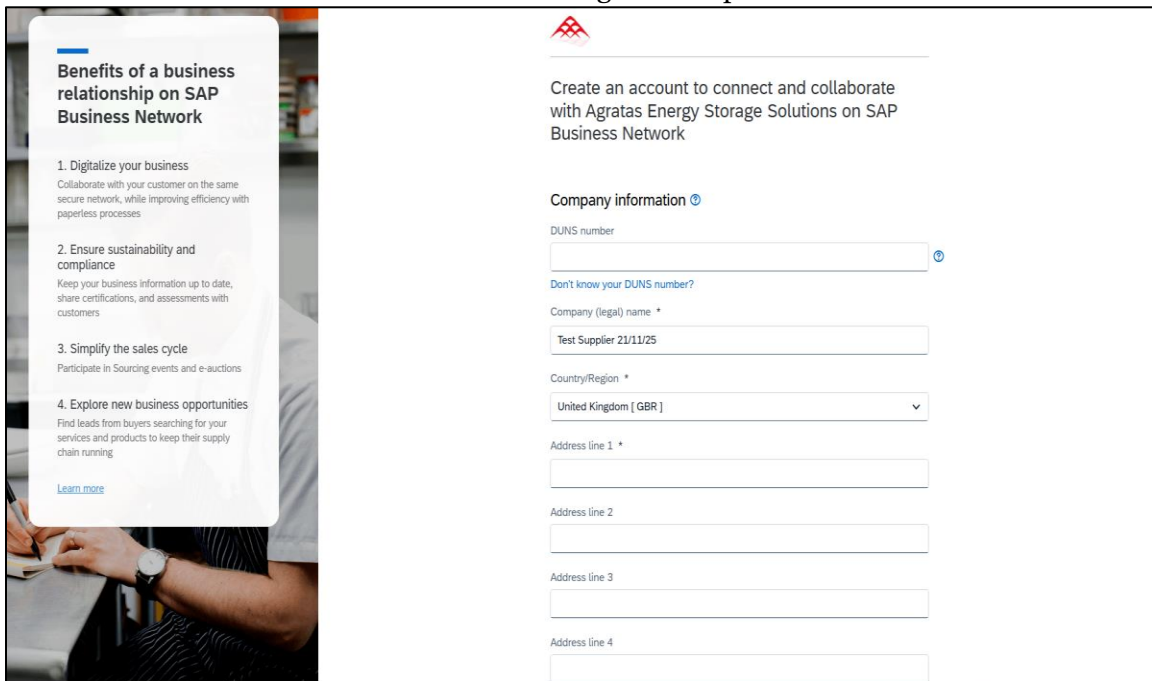 Benefits of a business
relationship on SAP
Business Network
1. Digitalize your business
Collaborate with your customer on the same
secure network, while improving efficiency with
paperless processes
2. Ensure sustainability and
compliance
Keep your business information up to date,
share certifications, and assessments with
customers
3. Simplify the sales cycle
Participate in Sourcing events and e-auctions
4. Explore new business opportunities
Find leads from buyers searching for your
services and products to keep their supply
chain running
Learn more
Create an account to connect and collaborate
with Agratas Energy Storage Solutions on SAP
Business Network
Company information
DUNS number
Don't know your DUNS number?
Company (legal) name *
Test Supplier 21/11/25
Country/Region *
United Kingdom [ GBR ]
Address line 1 *
Address line 2
Address line 3
Address line 4